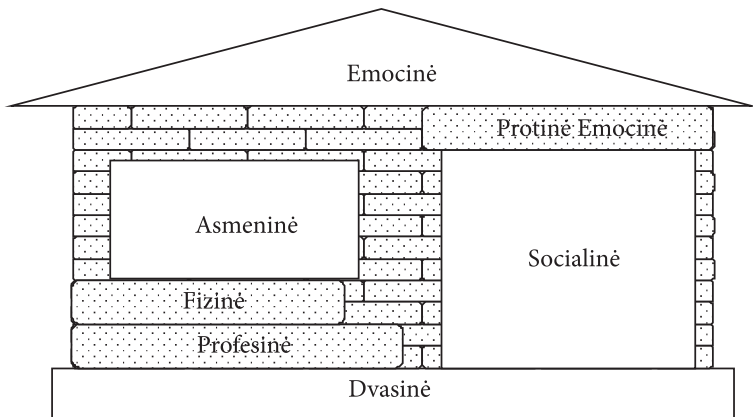 Emocinė
Protinė Emocinė
Asmeninė
Socialinė
Fizinė
Profesinė
Dvasinė